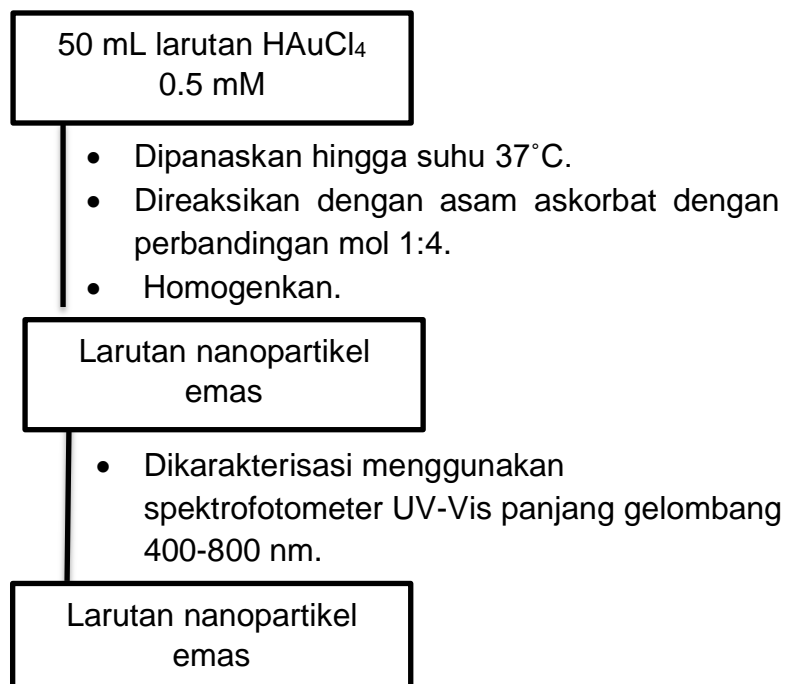 50 mL larutan HAuCl₄
0.5 mM
• Dipanaskan hingga suhu 37˚C.
• Direaksikan dengan asam askorbat dengan
perbandingan mol 1:4.
• Homogenkan.
Larutan nanopartikel
emas
• Dikarakterisasi menggunakan
spektrofotometer UV-Vis panjang gelombang
400-800 nm.
Larutan nanopartikel
emas